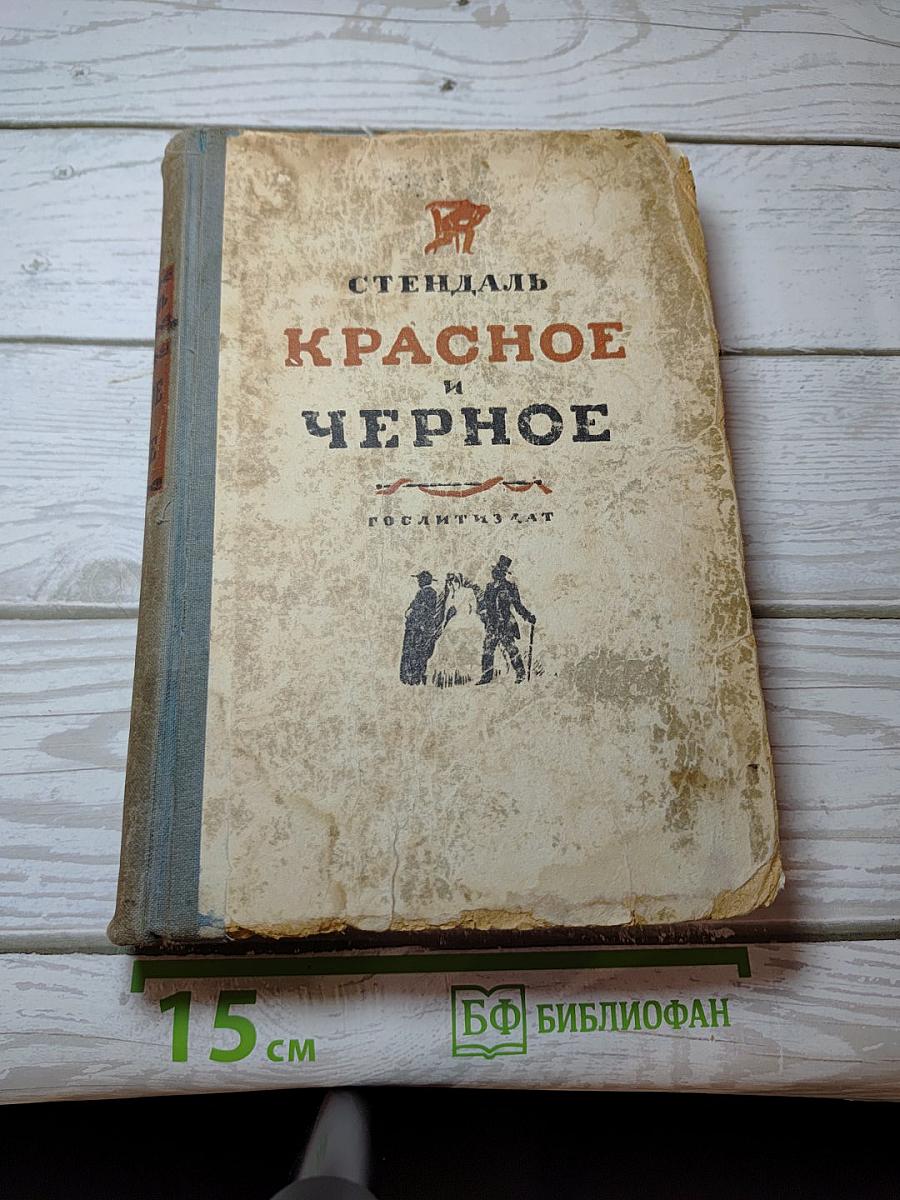 СТЕНДАЛЬ
КРАСНОЕ
и
ЧЕРНОЕ
ГОСЛИТИЗДАТ
15 см
БФ БИБЛИОФАН